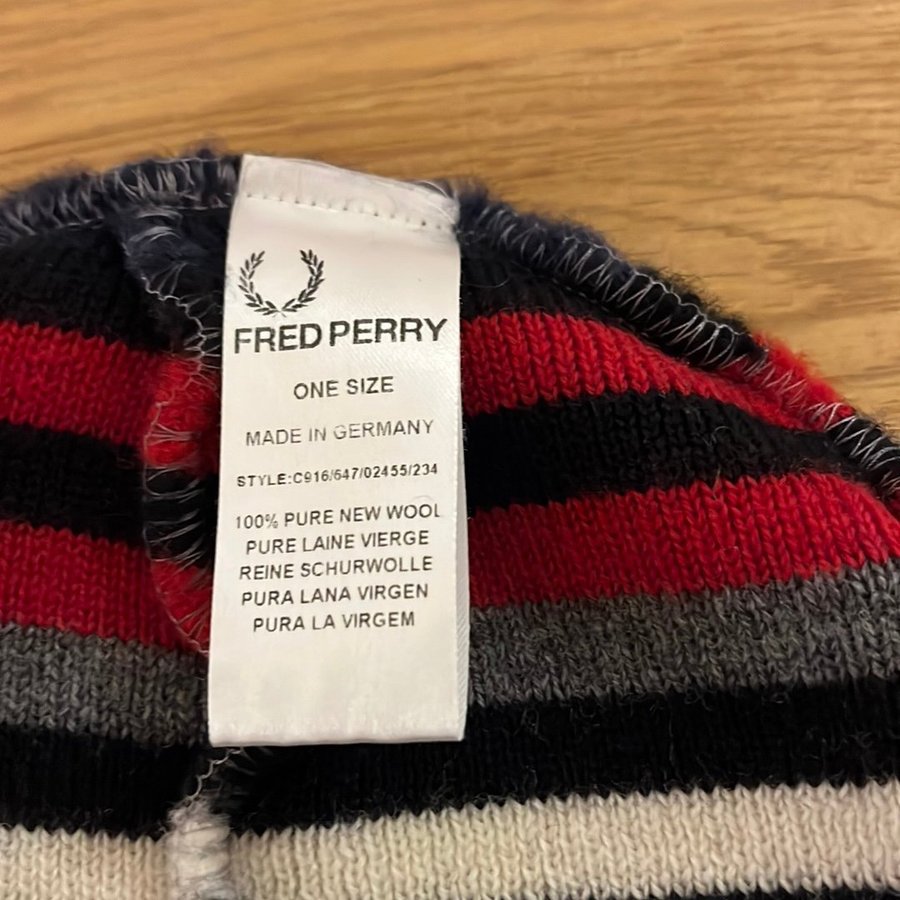 FRED PERRY
ONE SIZE
MADE IN GERMANY
STYLE:C916/647/02455/234
100% PURE NEW WOOL
PURE LAINE VIERGE
REINE SCHURWOLLE
PURA LANA VIRGEN
PURA LA VIRGEM